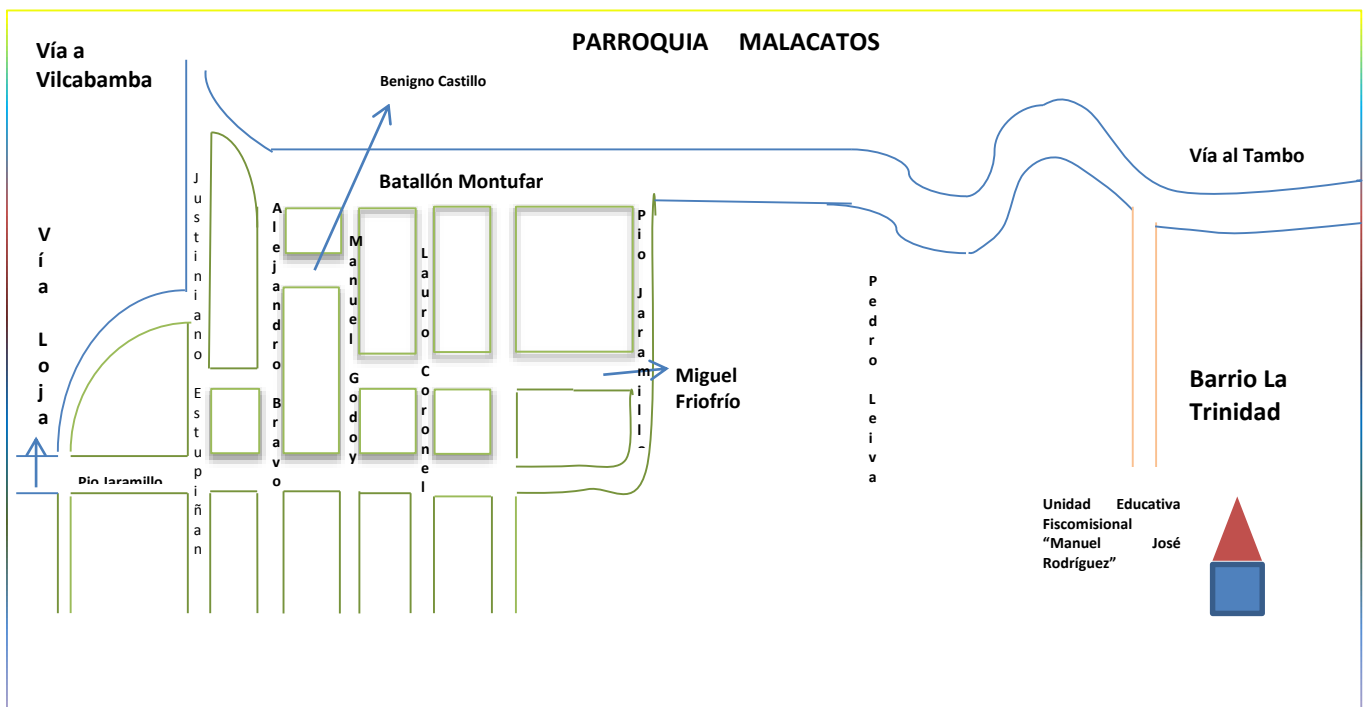 PARROQUIA MALACATOS
Vía a
Vilcabamba
Benigno Castillo
Vía al Tambo
Batallón Montufar
Justiniano Estupiñan
Alejandro Bravo
Manuel Godoy
Lauro Coronel
Pio Jaramillo
Vía Loja
Pedro Leiva
Miguel
Friofrío
Barrio La
Trinidad
Pio Jaramillo
Unidad Educativa
Fiscomisional
“Manuel José
Rodríguez”